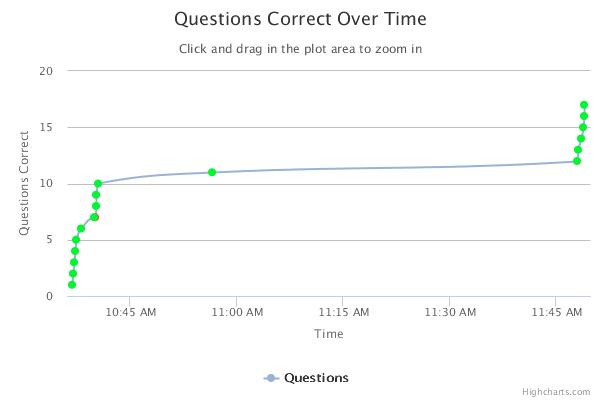 Questions Correct Over Time
Click and drag in the plot area to zoom in
Questions Correct
20
15
10
5
0
10:45 AM 11:00 AM 11:15 AM 11:30 AM 11:45 AM
Time
Questions
Highcharts.com